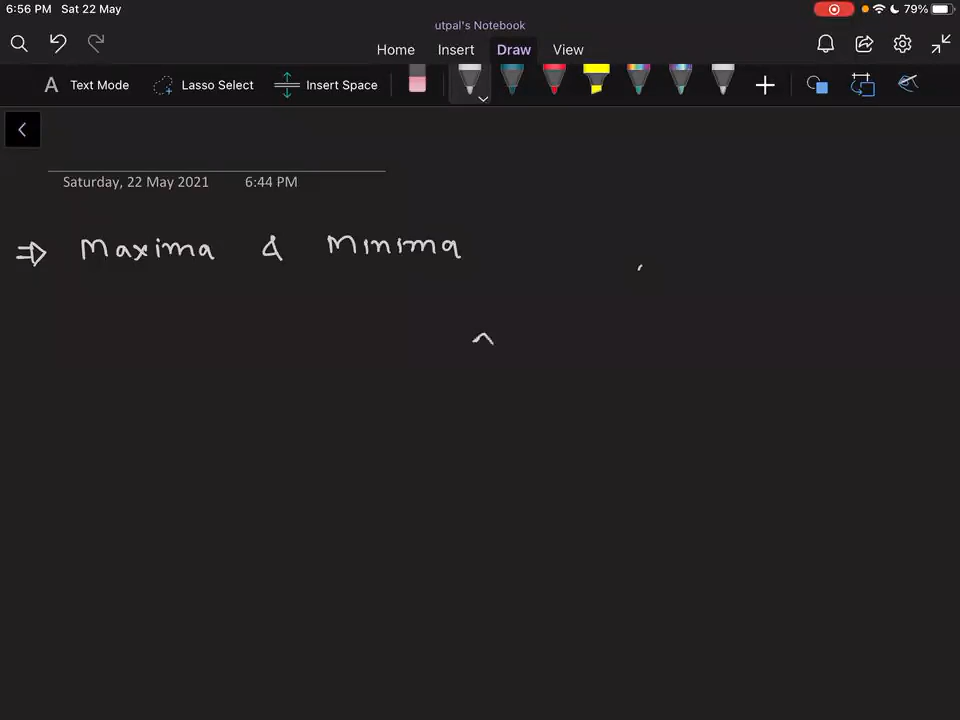 6:56 PM Sat 22 May 79%
utpal's Notebook
Home Insert Draw View
A Text Mode Lasso Select Insert Space
Saturday, 22 May 2021 6:44 PM
⇒ Maxima & Minima